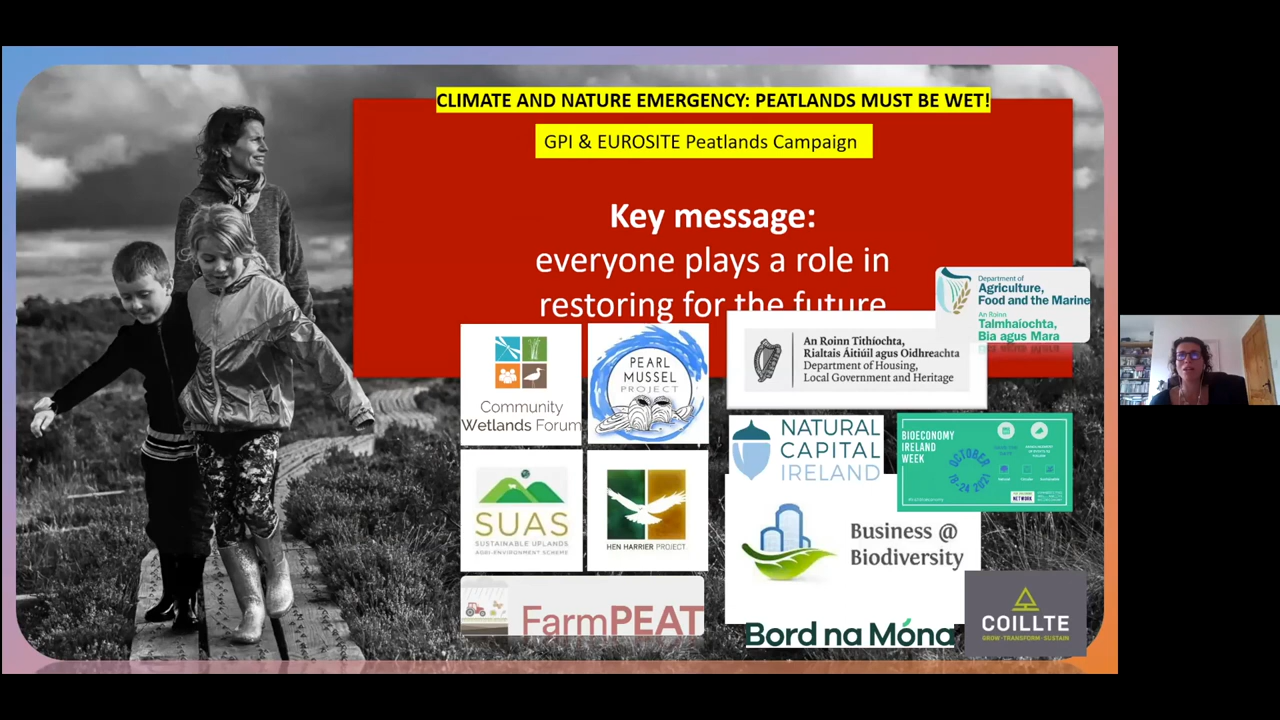 CLIMATE AND NATURE EMERGENCY: PEATLANDS MUST BE WET!
GPI & EUROSITE Peatlands Campaign
Key message:
everyone plays a role in
restoring for the future
Department of
Agriculture,
Food and the Marine
An Roinn
Talmhaíochta,
Bia agus Mara
Community
Wetlands Forum
PEARL
MUSSEL
PROJECT
An Roinn Tithíochta,
Rialtais Áitiúil agus Oidhreachta
Department of Housing,
Local Government and Heritage
NATURAL
CAPITAL
IRELAND
BIOECONOMY
IRELAND
WEEK
OCTOBER
18-24 2021
SUAS
SUSTAINABLE UPLANDS
AGRI-ENVIRONMENT SCHEME
HEN HARRIER PROJECT
Business @
Biodiversity
FarmPEAT
Bord na Móna
COILLTE
GROW·TRANSFORM·SUSTAIN